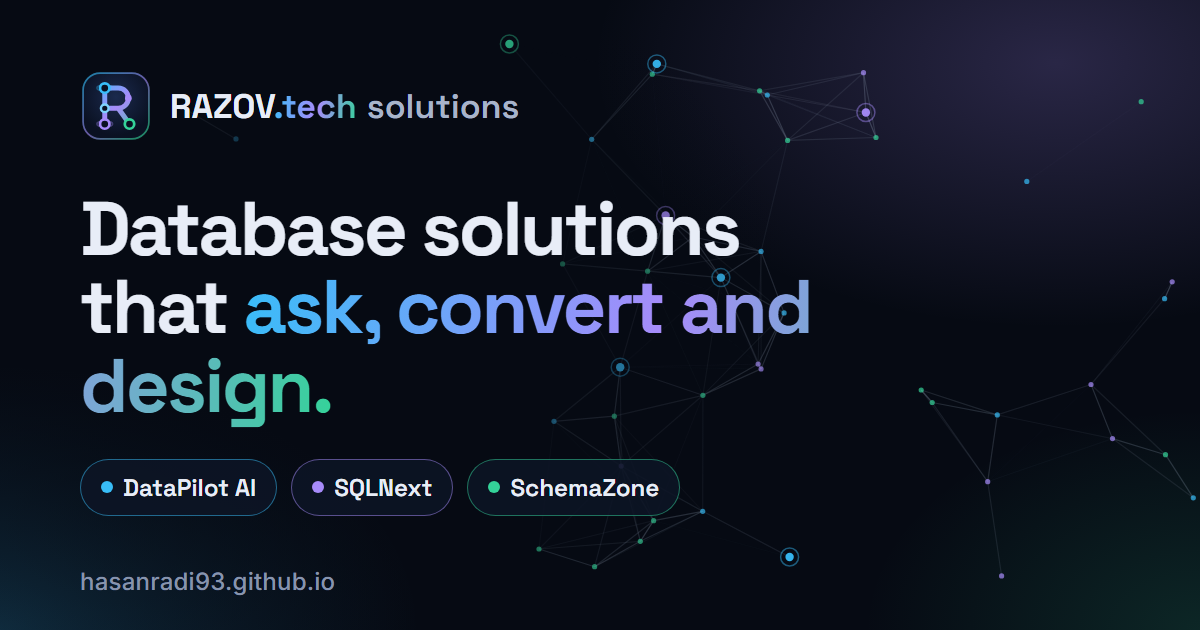 RAZOV.tech solutions
Database solutions
that ask, convert and
design.
DataPilot AI
SQLNext
SchemaZone
hasanradi93.github.io